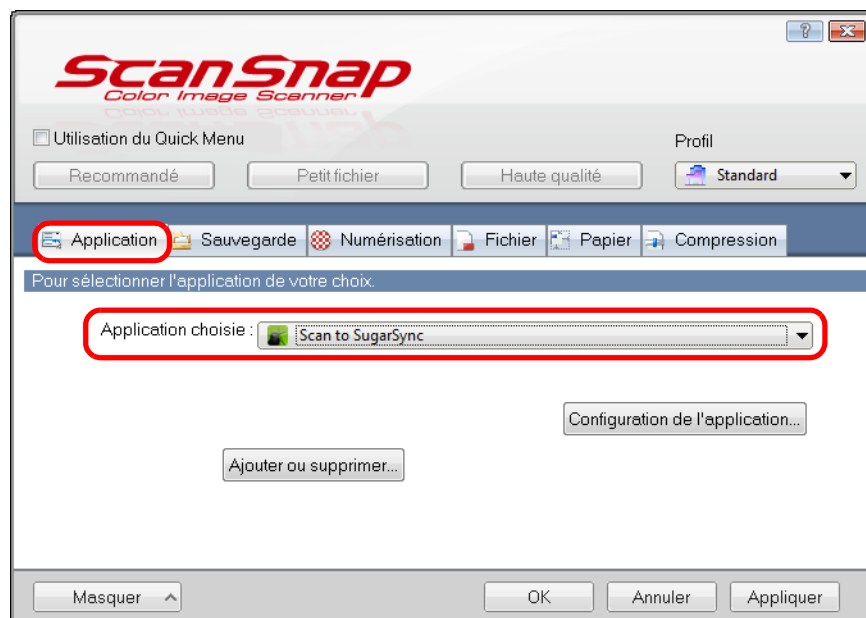 ScanSnap
Color Image Scanner
Utilisation du Quick Menu
Profil
Recommandé Petit fichier Haute qualité Standard
Application Sauvegarde Numérisation Fichier Papier Compression
Pour sélectionner l'application de votre choix.
Application choisie : Scan to SugarSync
Configuration de l'application...
Ajouter ou supprimer...
Masquer OK Annuler Appliquer